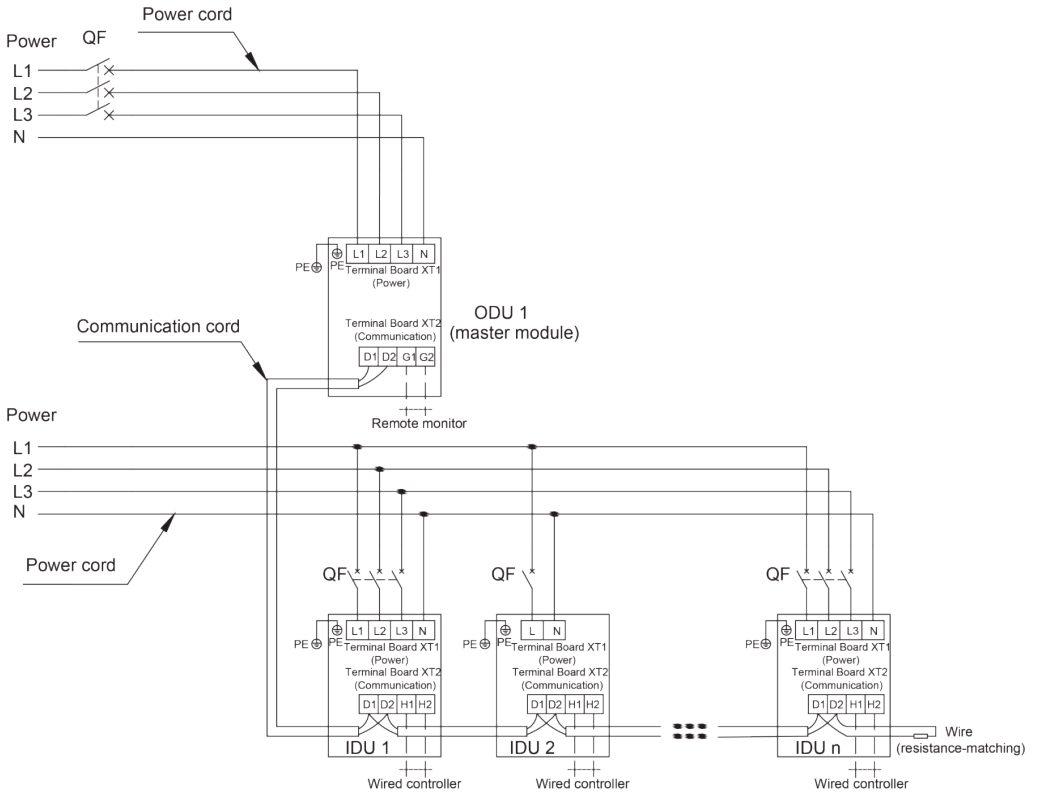 Power cord
Power QF
L1
L2
L3
N
L1 L2 L3 N
PE PE
Terminal Board XT1
(Power)
ODU 1
(master module)
Terminal Board XT2
(Communication)
D1 D2 G1 G2
Communication cord
Remote monitor
Power
L1
L2
L3
N
Power cord
QF QF QF
L1 L2 L3 N
PE PE
Terminal Board XT1
(Power)
Terminal Board XT2
(Communication)
D1 D2 H1 H2
IDU 1
Wired controller
L N
PE PE
Terminal Board XT1
(Power)
Terminal Board XT2
(Communication)
D1 D2 H1 H2
IDU 2
Wired controller
L1 L2 L3 N
PE PE
Terminal Board XT1
(Power)
Terminal Board XT2
(Communication)
D1 D2 H1 H2
IDU n
Wired controller
Wire
(resistance-matching)